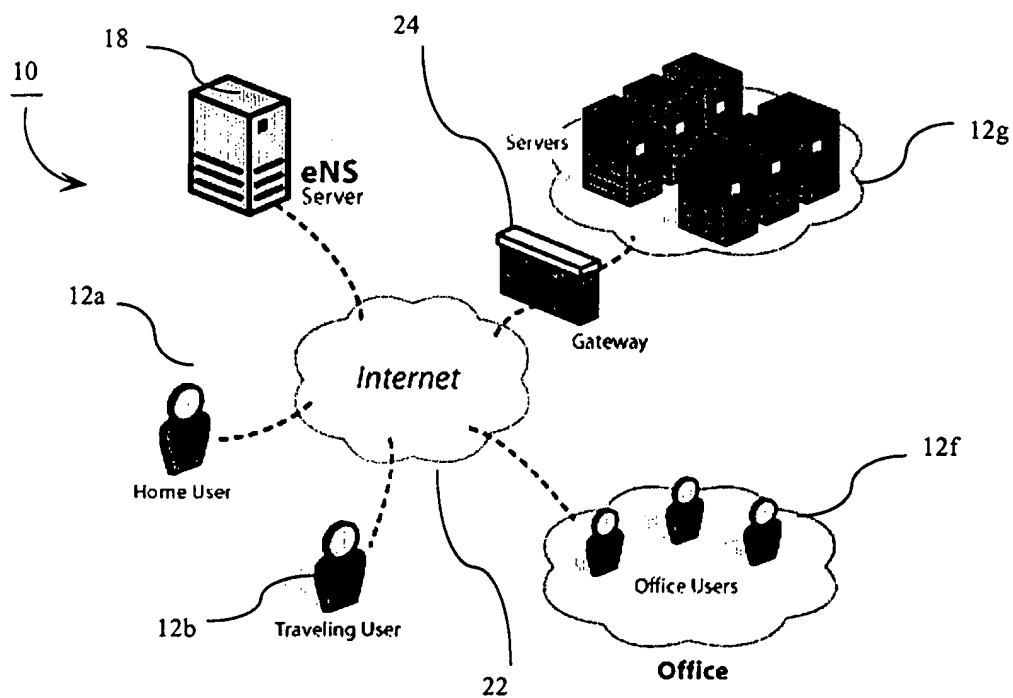 24
18
10
Servers
12g
eNS
Server
12a
Gateway
Internet
12f
Home User
Office Users
12b
Traveling User
Office
22